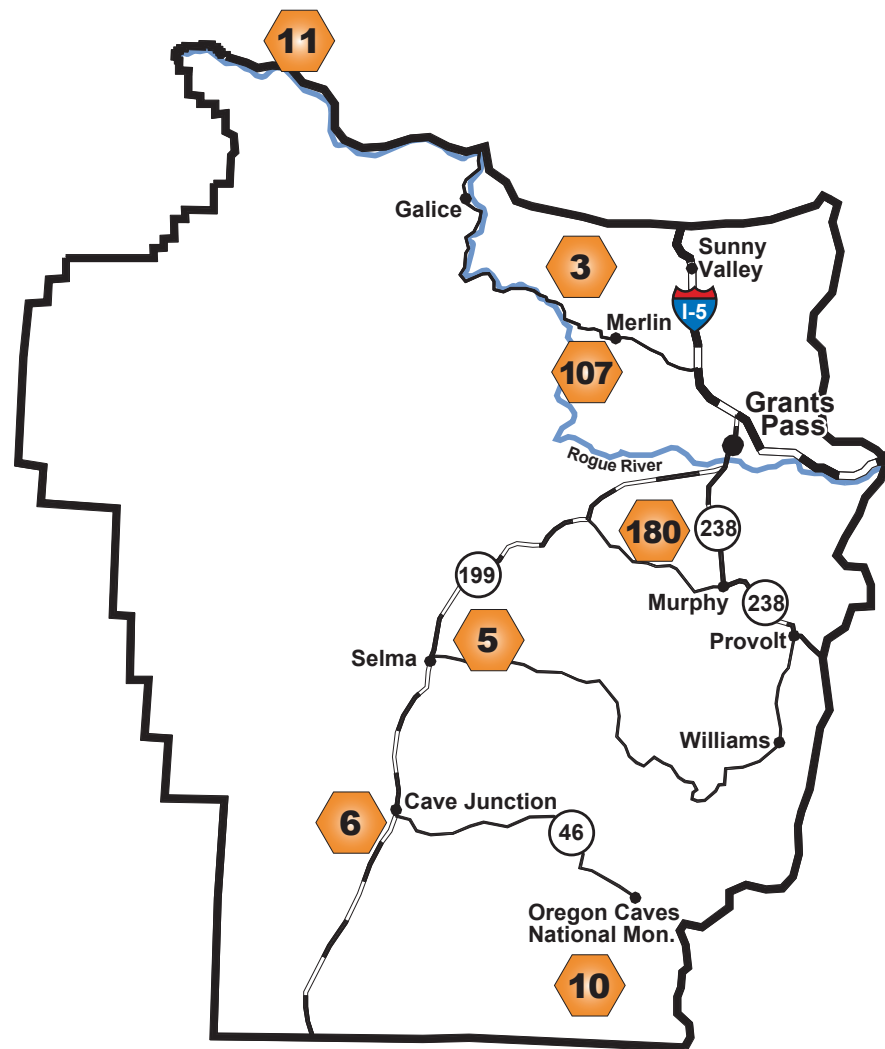 11
Galice
3
Sunny
Valley
I-5
Merlin
107
Grants
Pass
Rogue River
180
238
199
Murphy
238
5
Provolt
Selma
Williams
Cave Junction
6
46
Oregon Caves
National Mon.
10